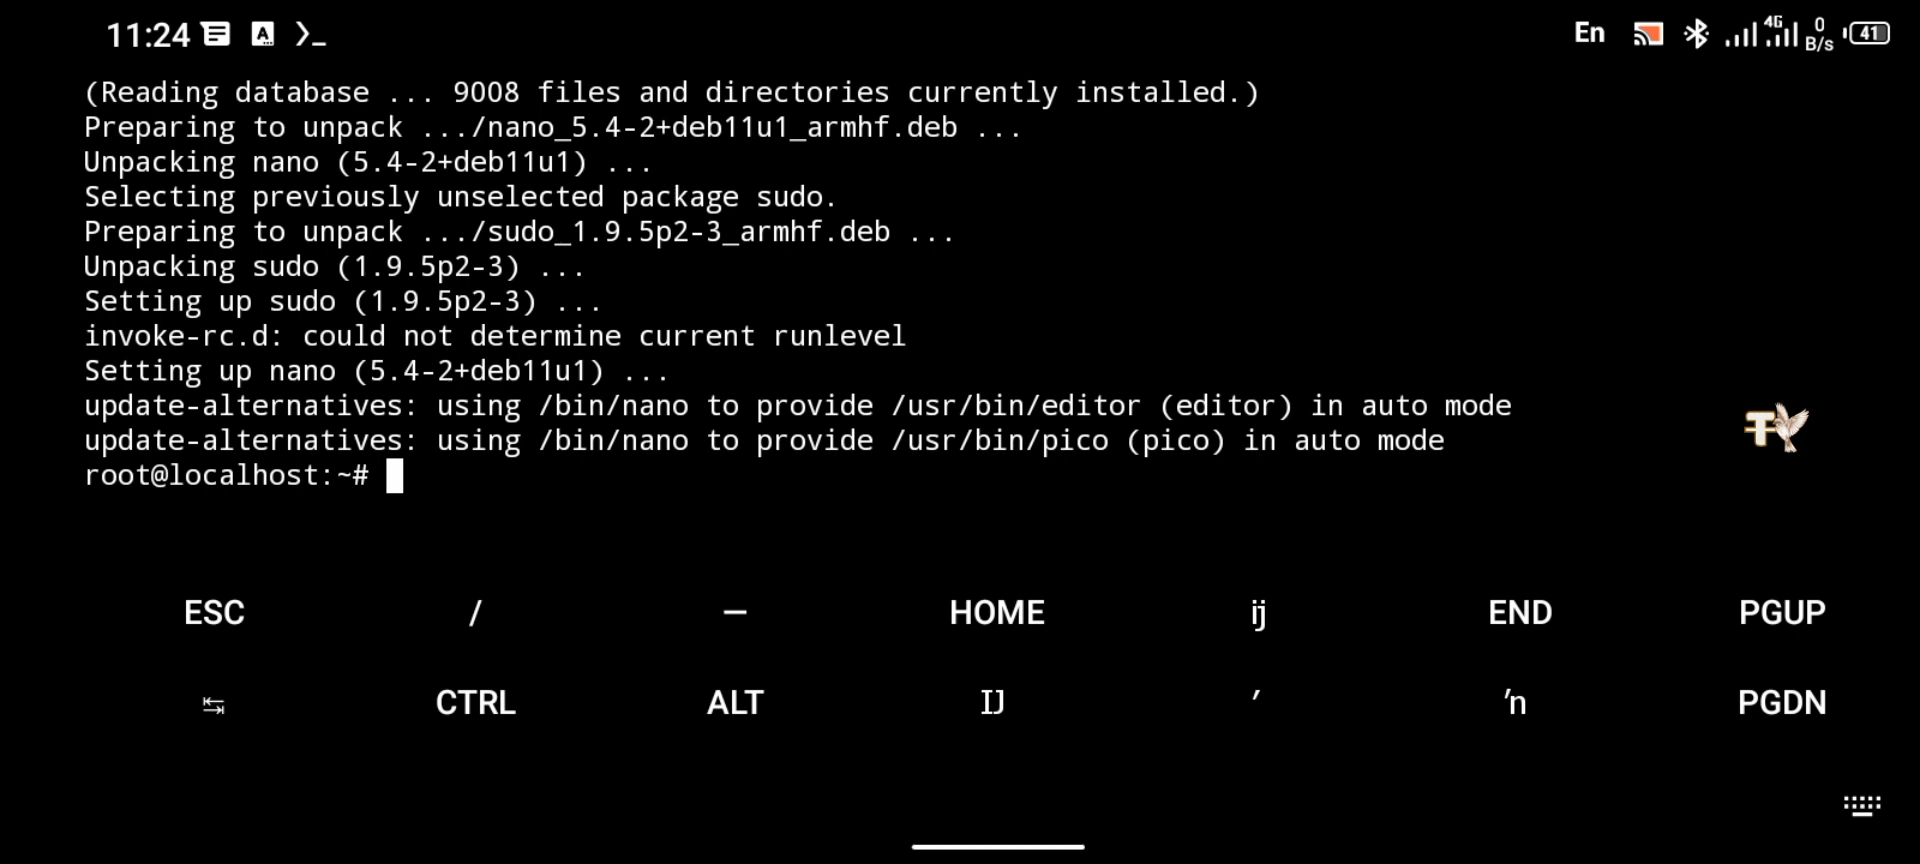 11:24 En 4G 0 B/s 41
(Reading database ... 9008 files and directories currently installed.)
Preparing to unpack .../nano_5.4-2+deb11u1_armhf.deb ...
Unpacking nano (5.4-2+deb11u1) ...
Selecting previously unselected package sudo.
Preparing to unpack .../sudo_1.9.5p2-3_armhf.deb ...
Unpacking sudo (1.9.5p2-3) ...
Setting up sudo (1.9.5p2-3) ...
invoke-rc.d: could not determine current runlevel
Setting up nano (5.4-2+deb11u1) ...
update-alternatives: using /bin/nano to provide /usr/bin/editor (editor) in auto mode
update-alternatives: using /bin/nano to provide /usr/bin/pico (pico) in auto mode
root@localhost:~#
ESC / — HOME ĳ END PGUP
↹ CTRL ALT Ĳ ′ ŉ PGDN